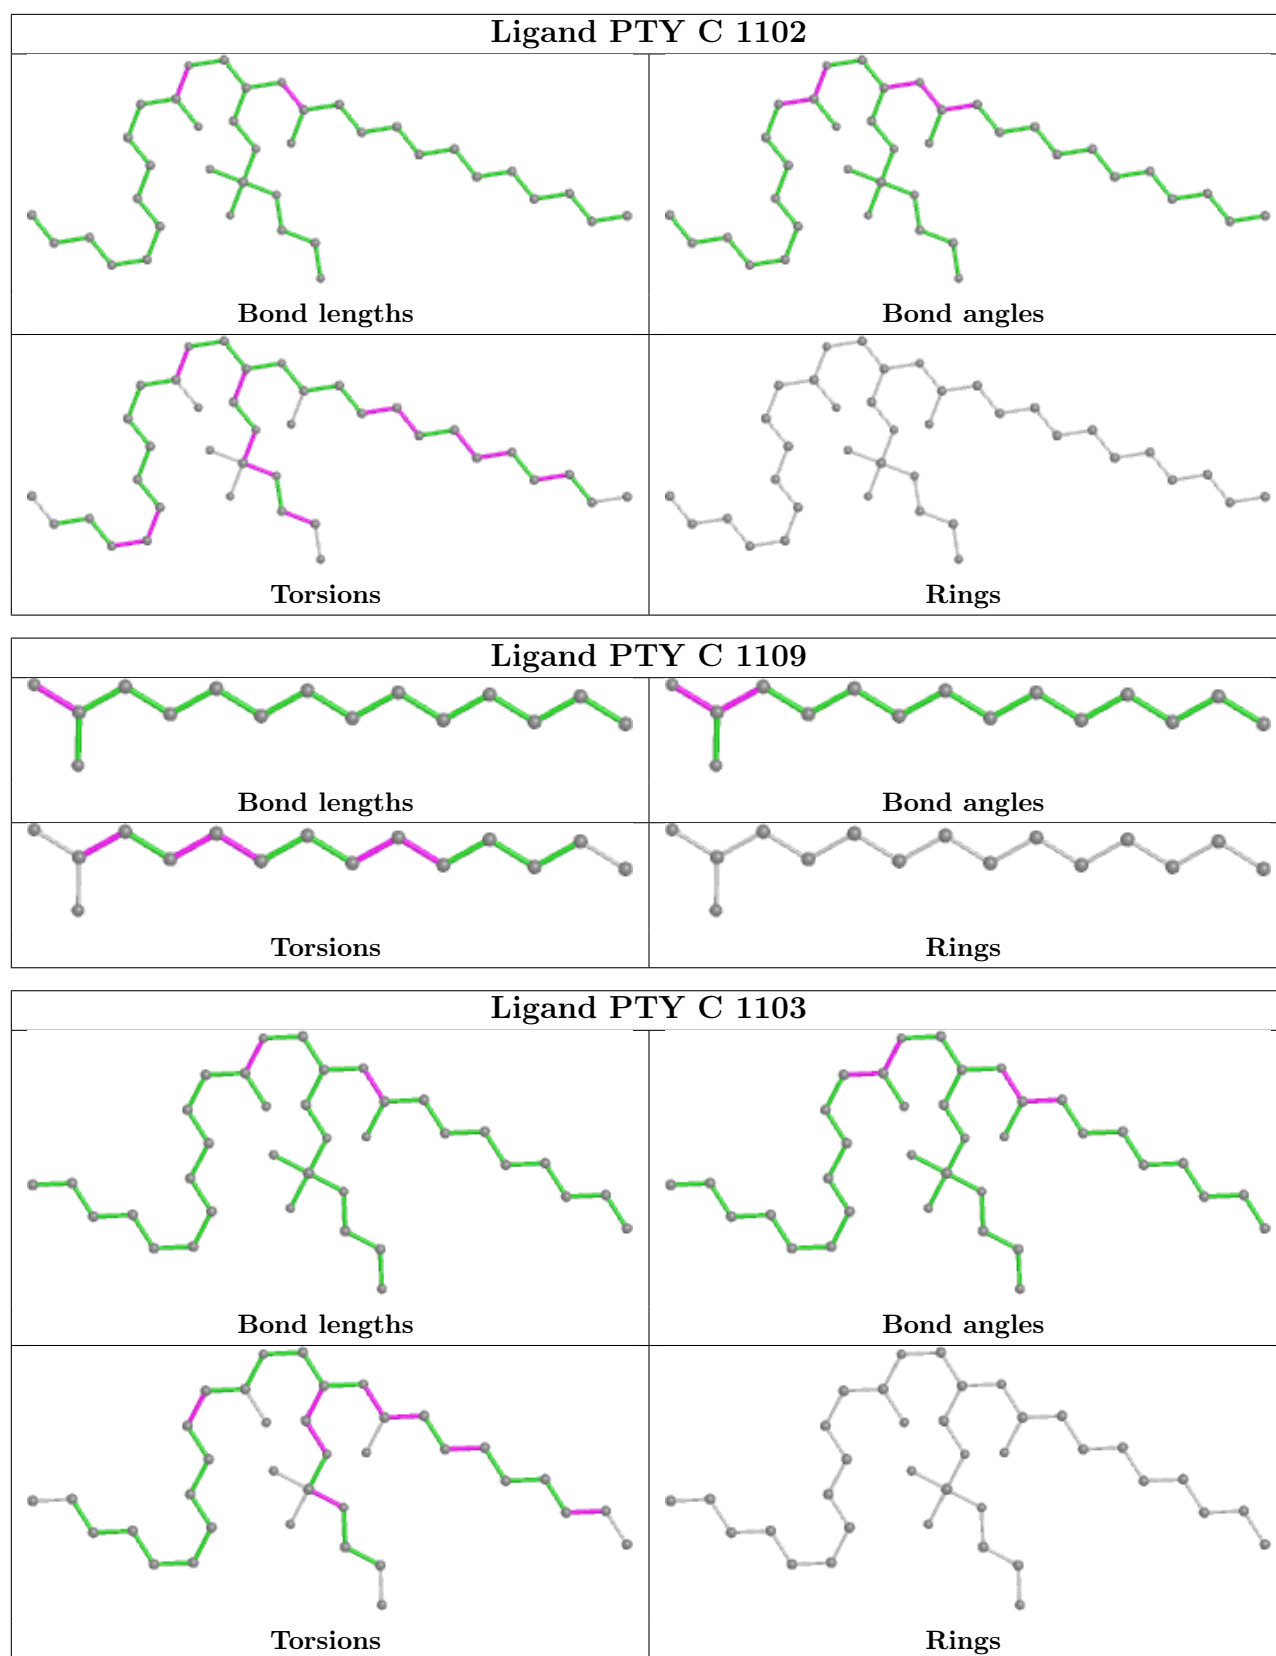 Ligand PTY C 1102
Bond lengths
Bond angles
Torsions
Rings
Ligand PTY C 1109
Bond lengths
Bond angles
Torsions
Rings
Ligand PTY C 1103
Bond lengths
Bond angles
Torsions
Rings